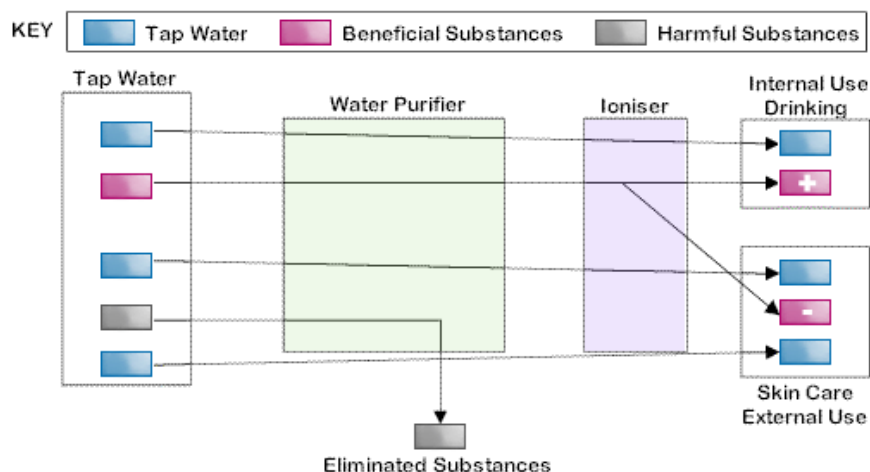 KEY
Tap Water
Beneficial Substances
Harmful Substances
Tap Water
Water Purifier
Ioniser
Internal Use
Drinking
+
-
Skin Care
External Use
Eliminated Substances